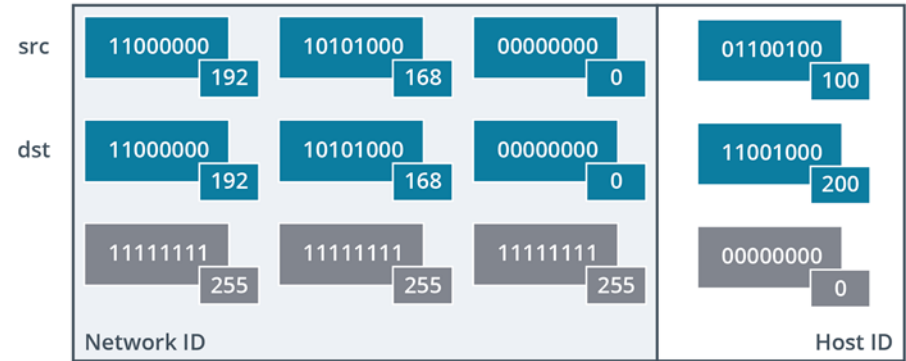 src 11000000 192 10101000 168 00000000 0 01100100 100
dst 11000000 192 10101000 168 00000000 0 11001000 200
11111111 255 11111111 255 11111111 255 00000000 0
Network ID Host ID